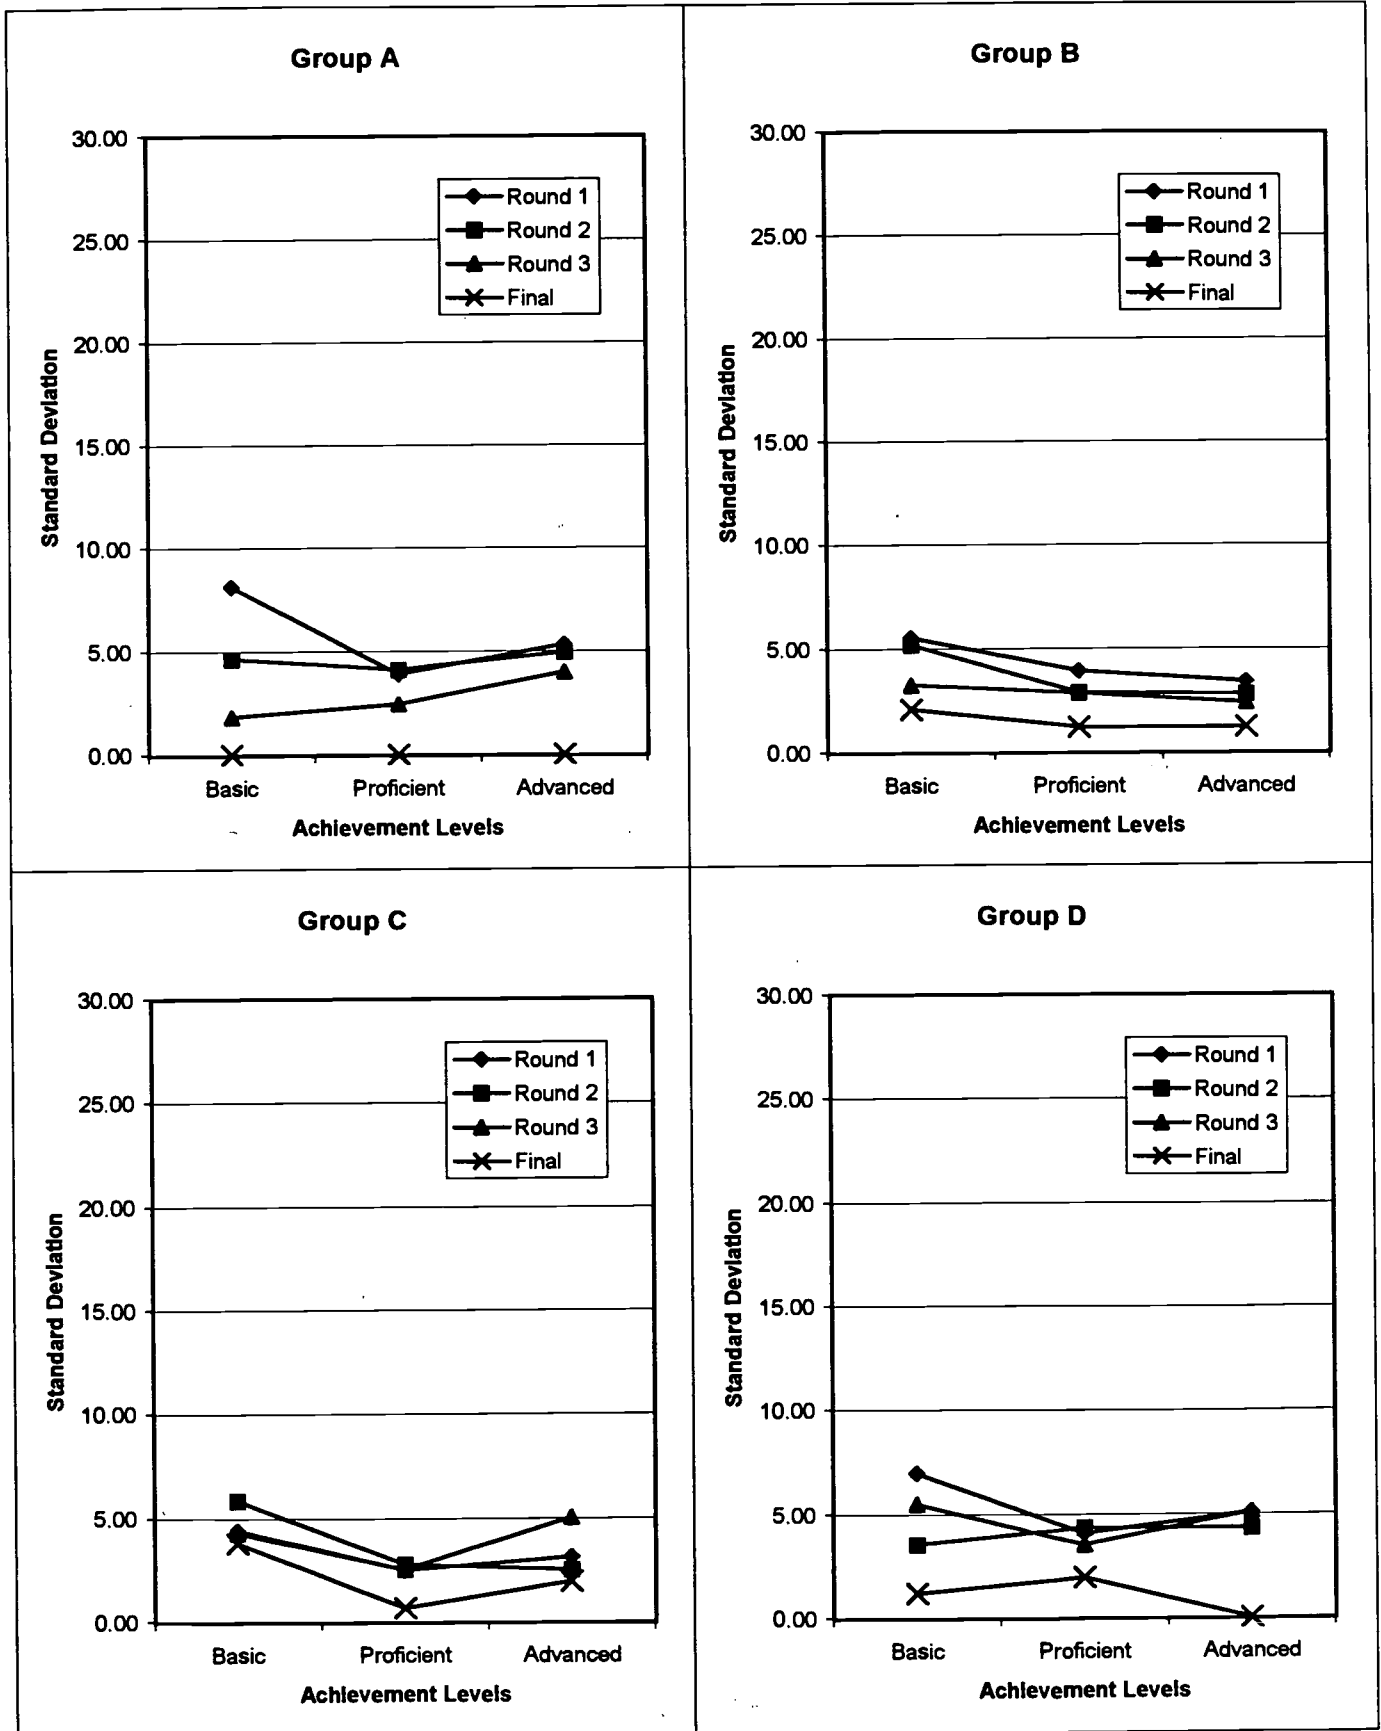 Group A
30.00
25.00
20.00
15.00
10.00
5.00
0.00
Standard Deviation
Round 1
Round 2
Round 3
Final
Basic Proficient Advanced
Achievement Levels
Group B
30.00
25.00
20.00
15.00
10.00
5.00
0.00
Standard Deviation
Round 1
Round 2
Round 3
Final
Basic Proficient Advanced
Achievement Levels
Group C
30.00
25.00
20.00
15.00
10.00
5.00
0.00
Standard Deviation
Round 1
Round 2
Round 3
Final
Basic Proficient Advanced
Achievement Levels
Group D
30.00
25.00
20.00
15.00
10.00
5.00
0.00
Standard Deviation
Round 1
Round 2
Round 3
Final
Basic Proficient Advanced
Achievement Levels